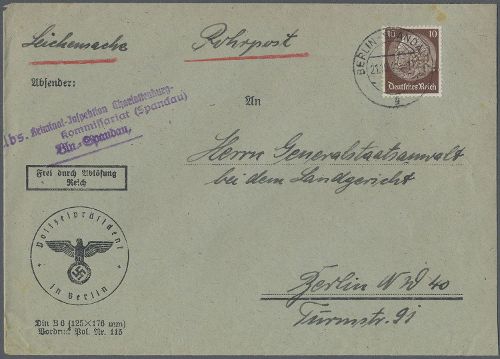 Leichensache
Rohrpost
Absender:
Abs. Kriminal-Inspektion Charlottenburg-
Kommissariat (Spandau)
Bln.-Spandau,
Frei durch Ablösung
Reich
Polizeipräsident
in Berlin
Din B 6 (125×176 mm)
Vordruck Pol. Nr. 115
BERLIN-SPANDAU
10 10
Deutsches Reich
An
Herrn Generalstaatsanwalt
bei dem Landgericht
Berlin NW 40
Turmstr. 91